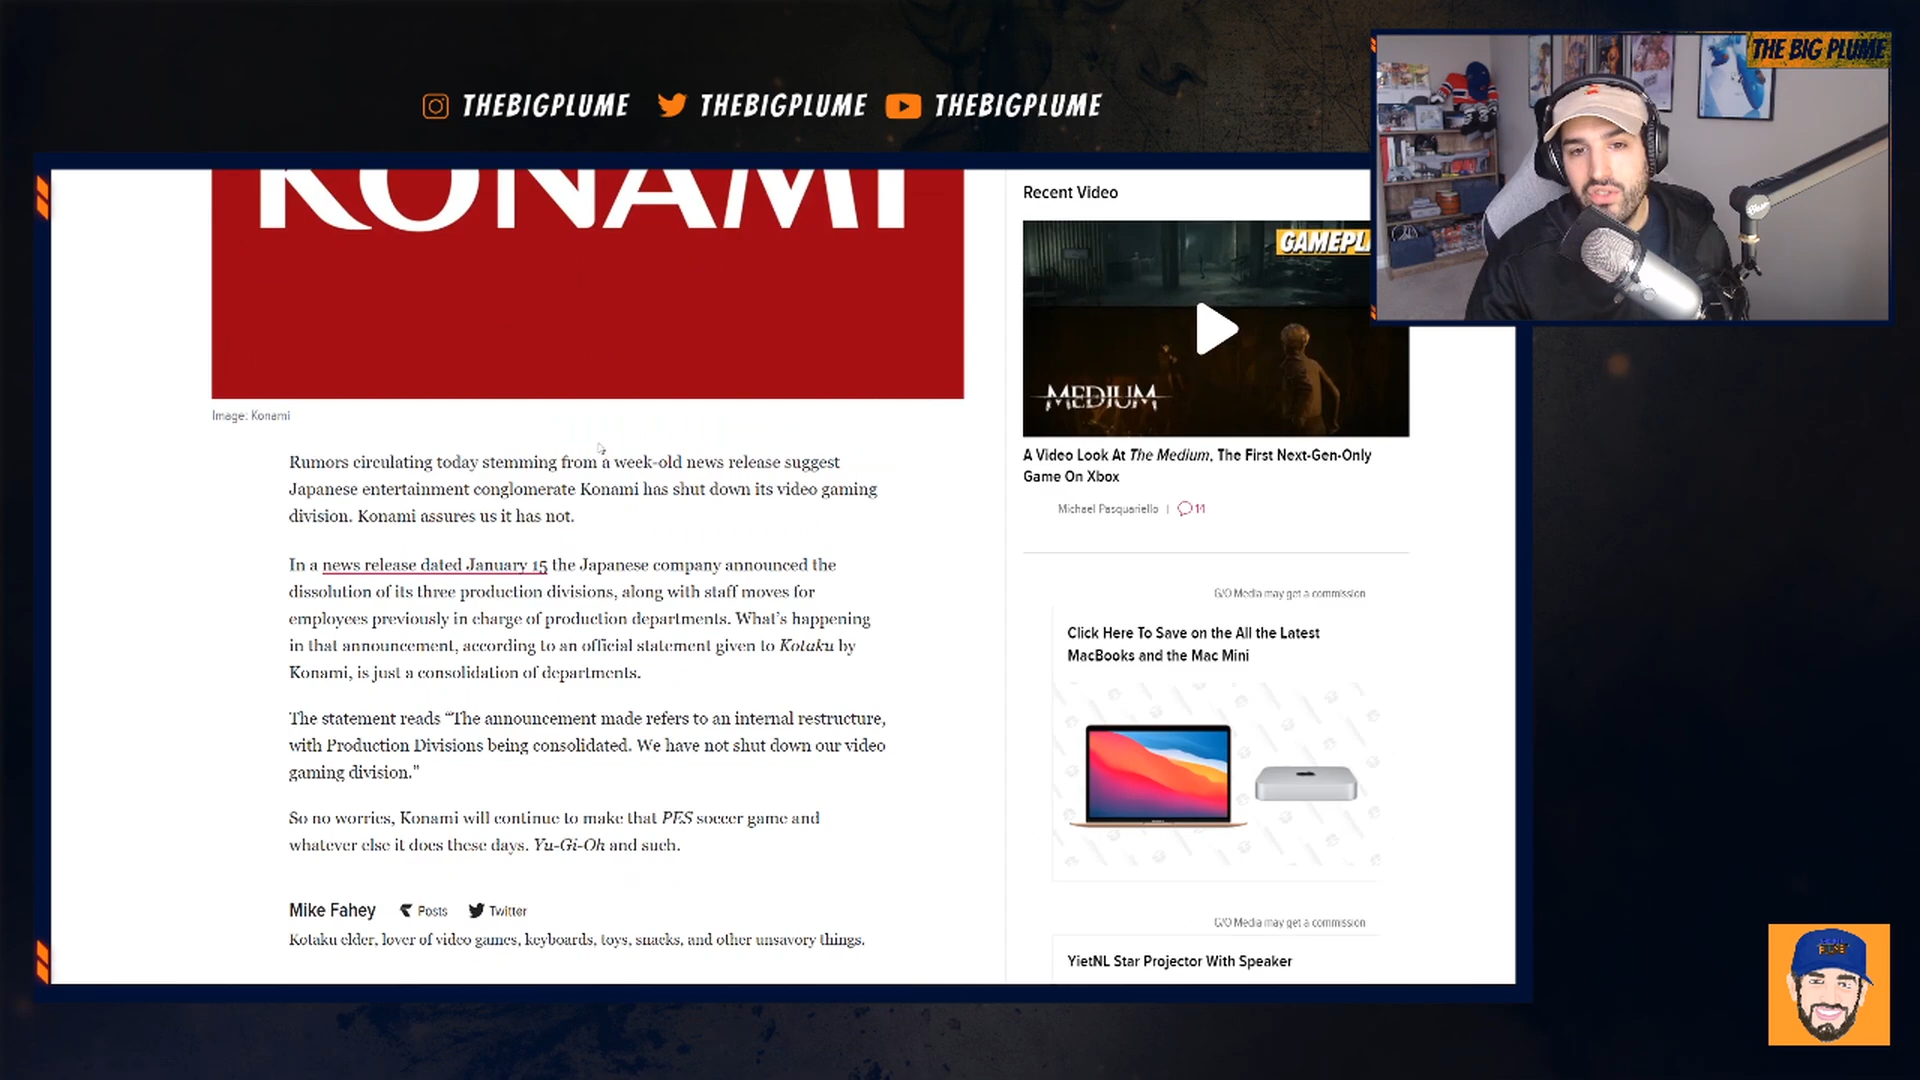 THEBIGPLUME THEBIGPLUME THEBIGPLUME
THE BIG PLUME
KONAMI
Image: Konami
Rumors circulating today stemming from a week-old news release suggest
Japanese entertainment conglomerate Konami has shut down its video gaming
division. Konami assures us it has not.
In a news release dated January 15 the Japanese company announced the
dissolution of its three production divisions, along with staff moves for
employees previously in charge of production departments. What's happening
in that announcement, according to an official statement given to Kotaku by
Konami, is just a consolidation of departments.
The statement reads “The announcement made refers to an internal restructure,
with Production Divisions being consolidated. We have not shut down our video
gaming division.”
So no worries, Konami will continue to make that PES soccer game and
whatever else it does these days. Yu-Gi-Oh and such.
Mike Fahey Posts Twitter
Kotaku elder, lover of video games, keyboards, toys, snacks, and other unsavory things.
Recent Video
GAMEPL
MEDIUM
A Video Look At The Medium, The First Next-Gen-Only
Game On Xbox
Michael Pasquariello | 14
G/O Media may get a commission
Click Here To Save on the All the Latest
MacBooks and the Mac Mini
G/O Media may get a commission
YietNL Star Projector With Speaker